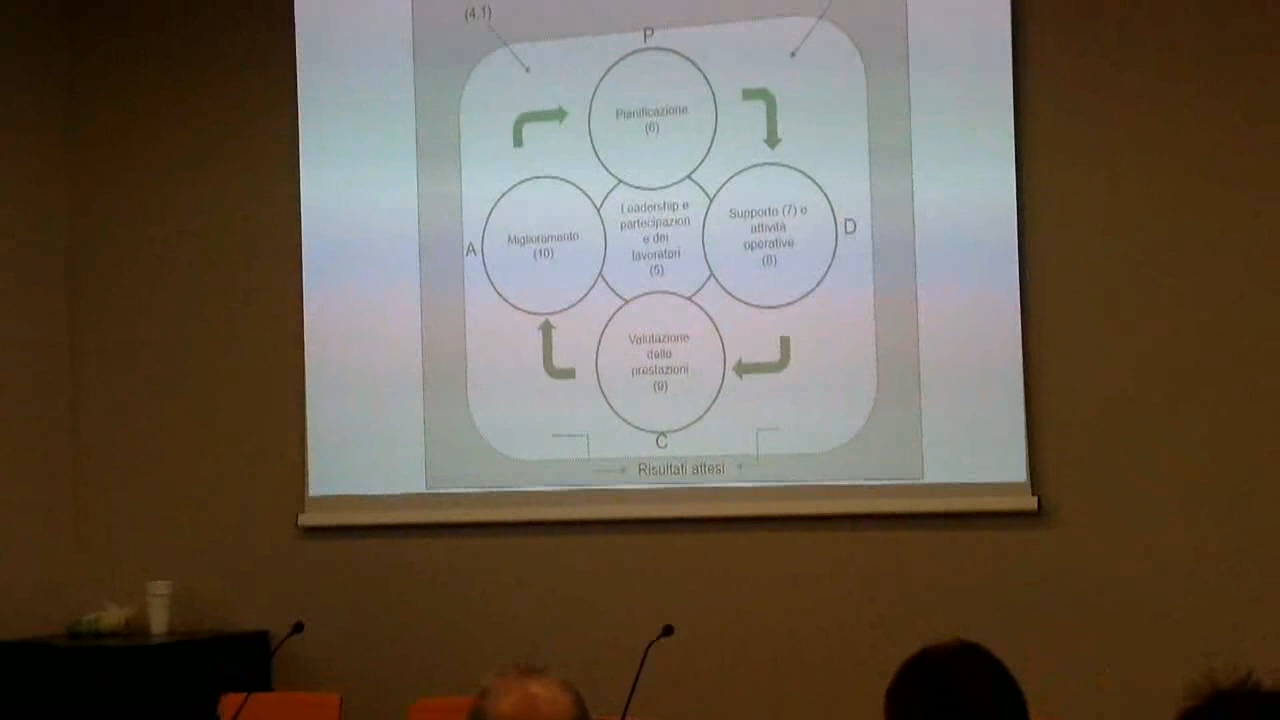 (4.1)
P
Pianificazione
(6)
Leadership e
partecipazion
e dei
lavoratori
(5)
Supporto (7) e
attività
operative
(8)
D
A
Miglioramento
(10)
Valutazione
delle
prestazioni
(9)
C
Risultati attesi